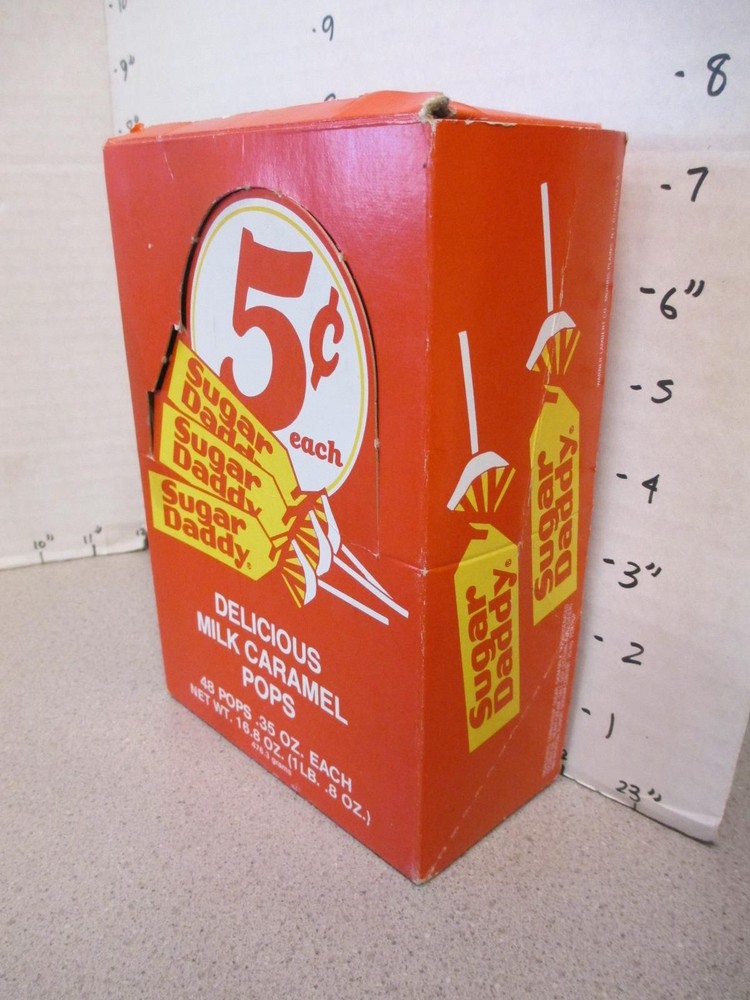 10
9
8
9"
7
6"
5
4
3"
2
1
23"
10"
11"
5¢
each
Sugar
Daddy
Sugar
Daddy
Sugar
Daddy®
DELICIOUS
MILK CARAMEL
POPS
48 POPS .35 OZ. EACH
NET WT. 16.8 OZ. (1 LB. .8 OZ.)
Sugar
Daddy®
Sugar
Daddy®